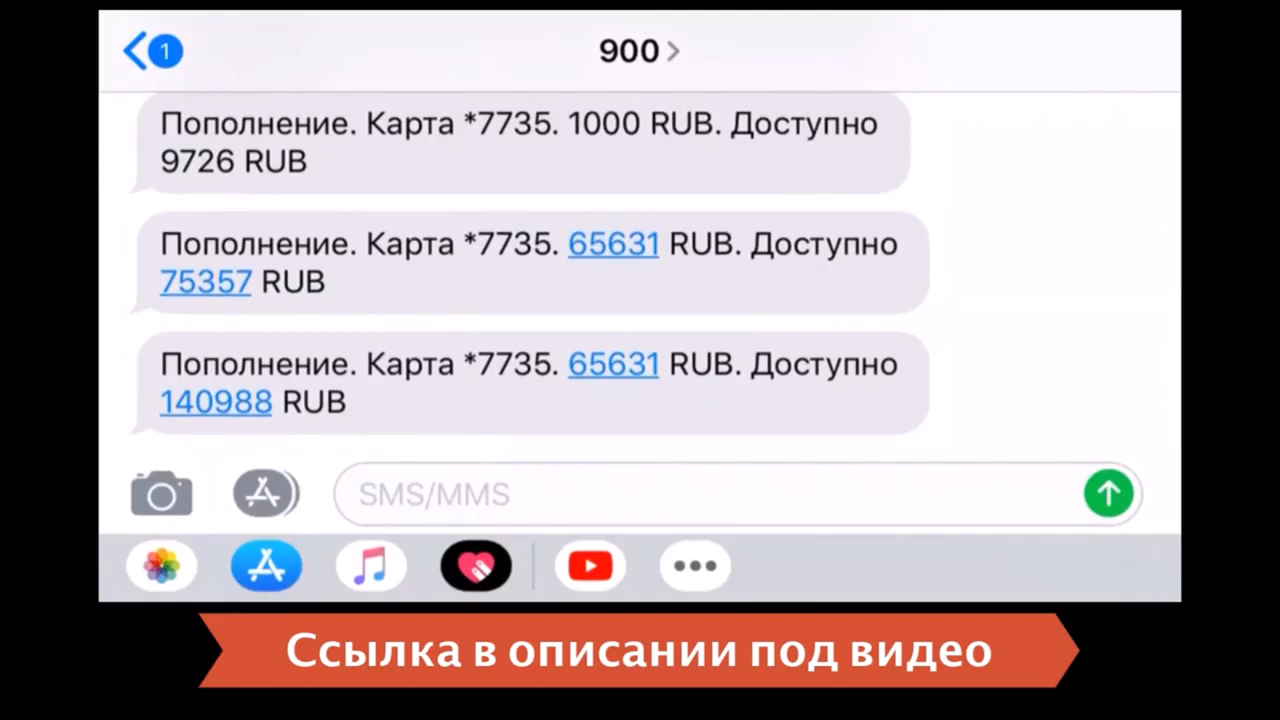 1
900
Пополнение. Карта *7735. 1000 RUB. Доступно
9726 RUB
Пополнение. Карта *7735. 65631 RUB. Доступно
75357 RUB
Пополнение. Карта *7735. 65631 RUB. Доступно
140988 RUB
SMS/MMS
Ссылка в описании под видео